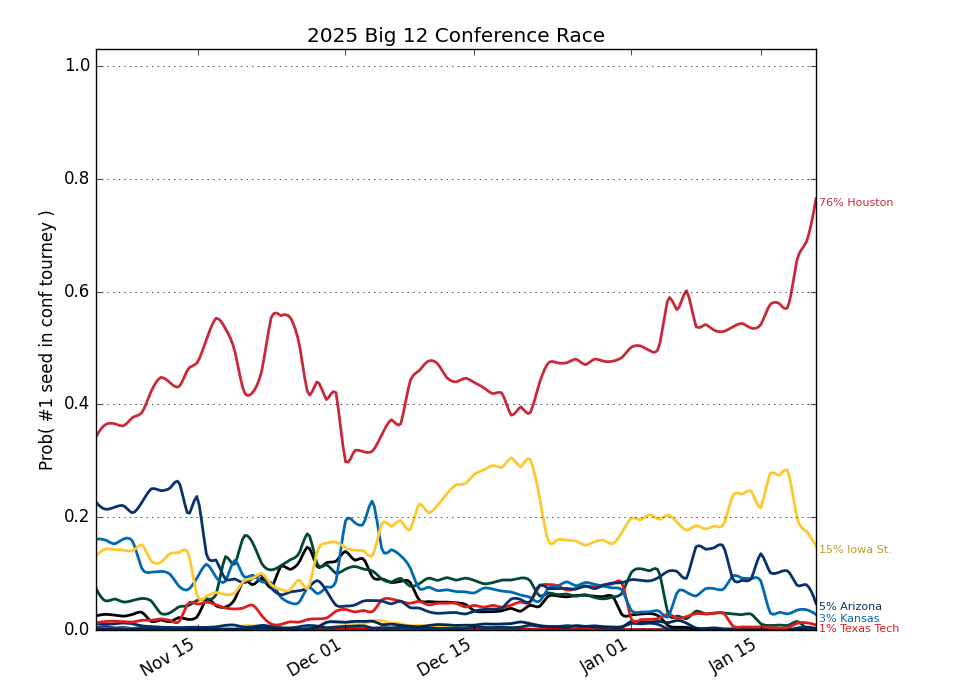 2025 Big 12 Conference Race
Prob( #1 seed in conf tourney )
1.0
0.8
0.6
0.4
0.2
0.0
76% Houston
15% Iowa St.
5% Arizona
3% Kansas
1% Texas Tech
Nov 15
Dec 01
Dec 15
Jan 01
Jan 15